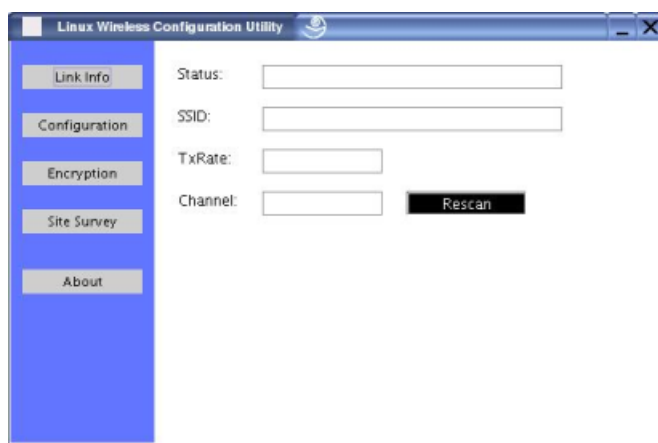 Linux Wireless Configuration Utility
Link Info
Configuration
Encryption
Site Survey
About
Status:
SSID:
TxRate:
Channel:
Rescan